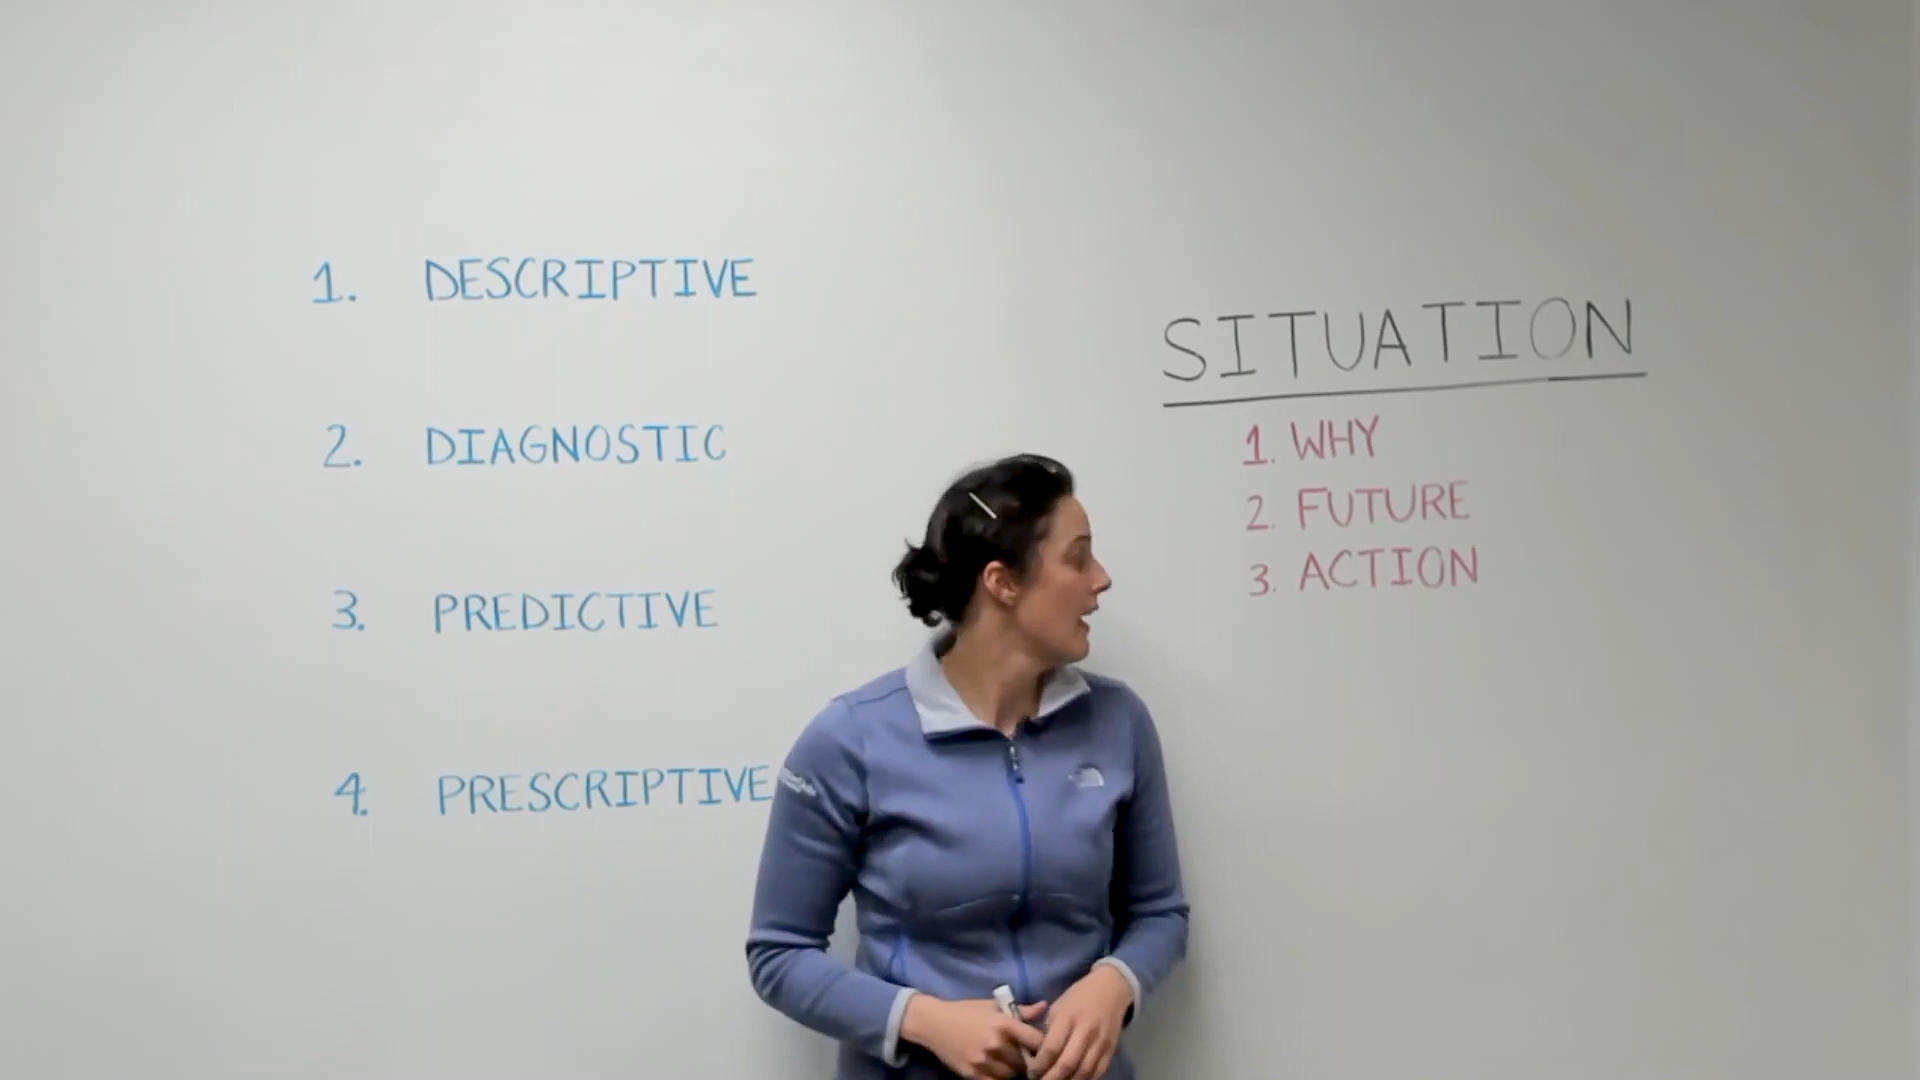 1. DESCRIPTIVE
2. DIAGNOSTIC
3. PREDICTIVE
4. PRESCRIPTIVE
SITUATION
1. WHY
2. FUTURE
3. ACTION